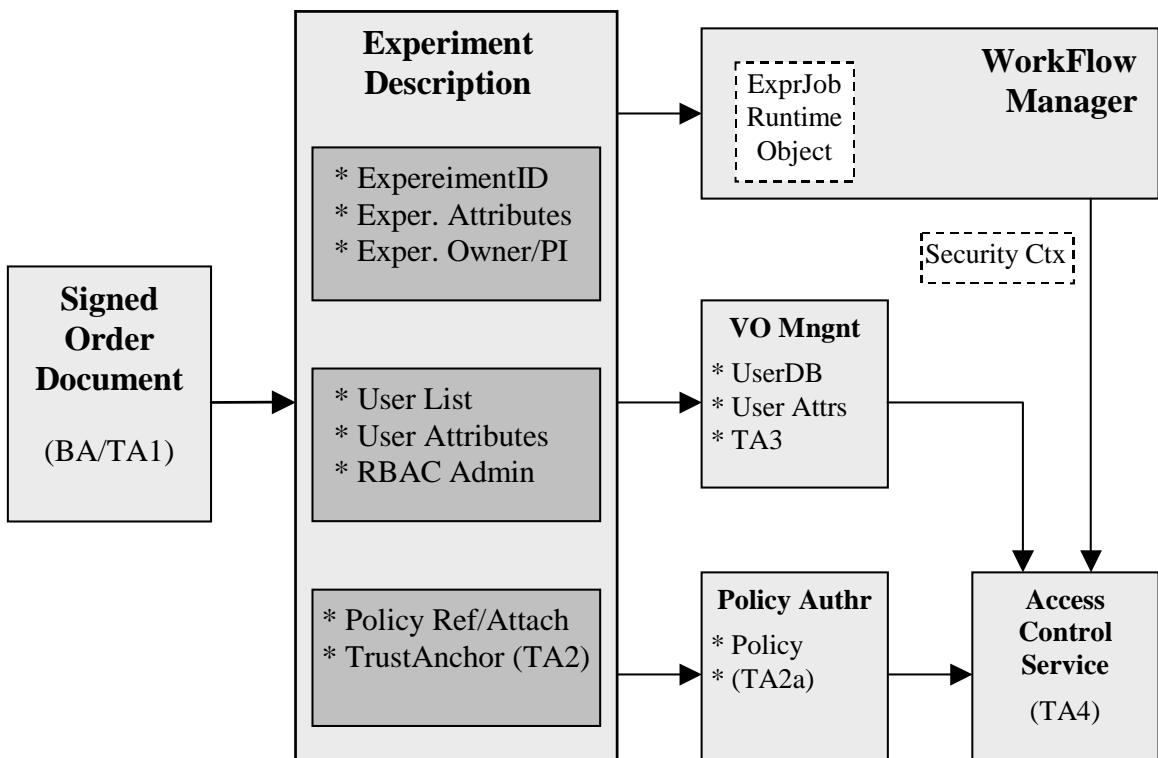 Signed
Order
Document
(BA/TA1)
Experiment
Description
* ExpereimentID
* Exper. Attributes
* Exper. Owner/PI
* User List
* User Attributes
* RBAC Admin
* Policy Ref/Attach
* TrustAnchor (TA2)
WorkFlow
Manager
ExprJob
Runtime
Object
Security Ctx
VO Mngnt
* UserDB
* User Attrs
* TA3
Policy Authr
* Policy
* (TA2a)
Access
Control
Service
(TA4)